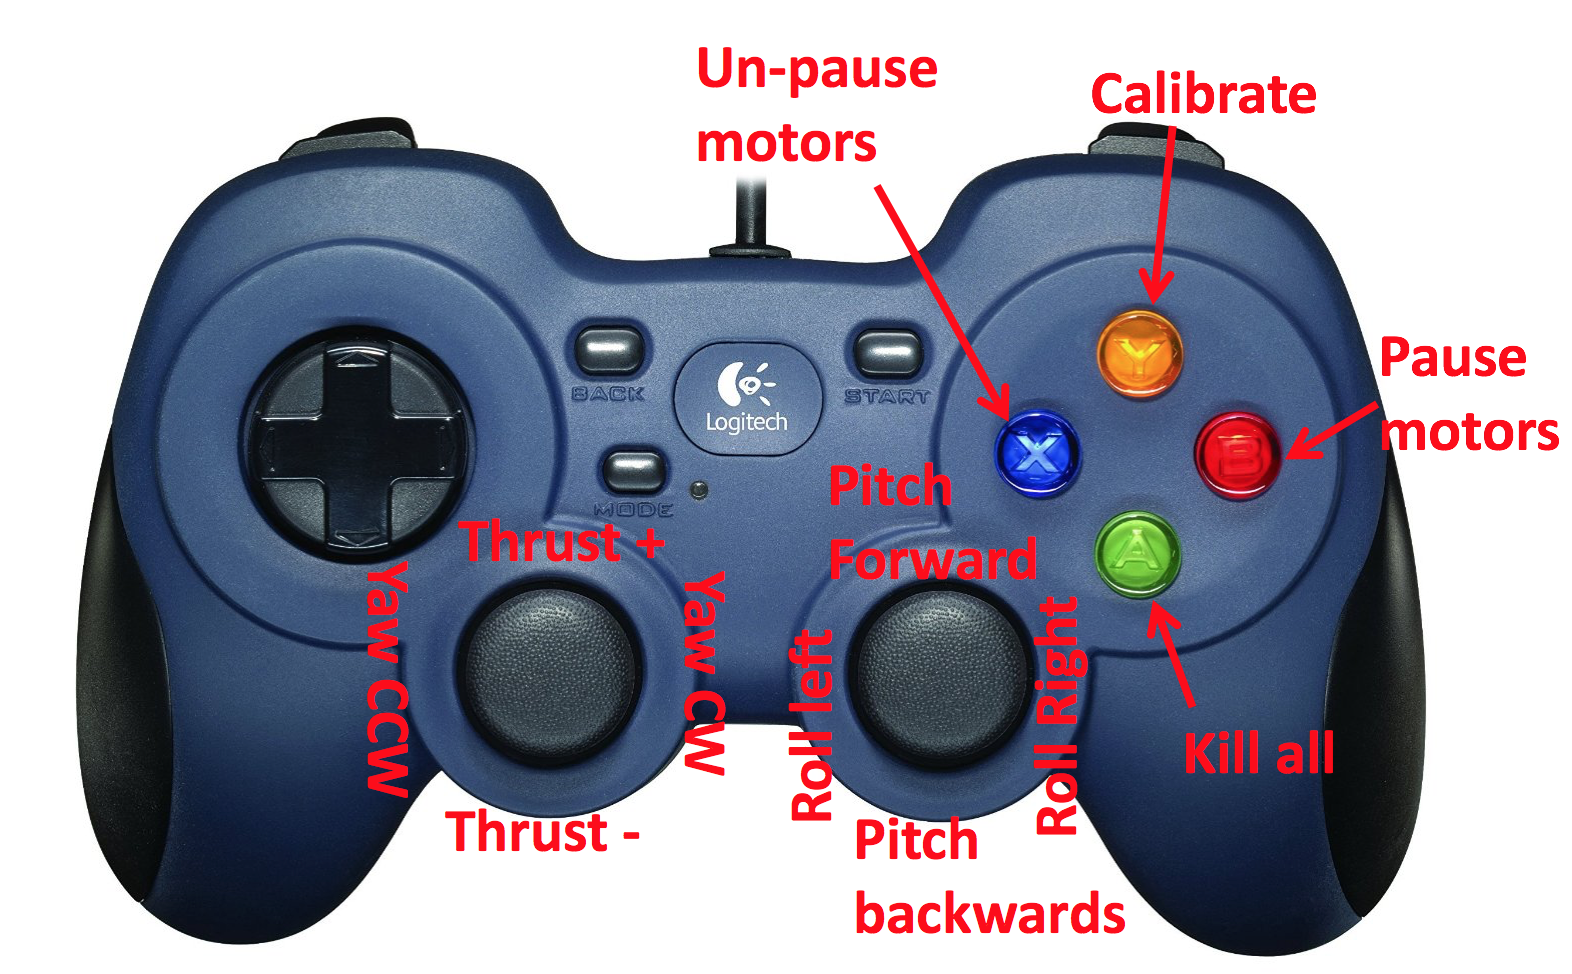 Un-pause
motors
Calibrate
Pause
motors
BACK
START
Logitech
MODE
Y
X
B
A
Pitch
Forward
Thrust +
Yaw CCW
Yaw CW
Roll left
Roll Right
Kill all
Thrust -
Pitch
backwards